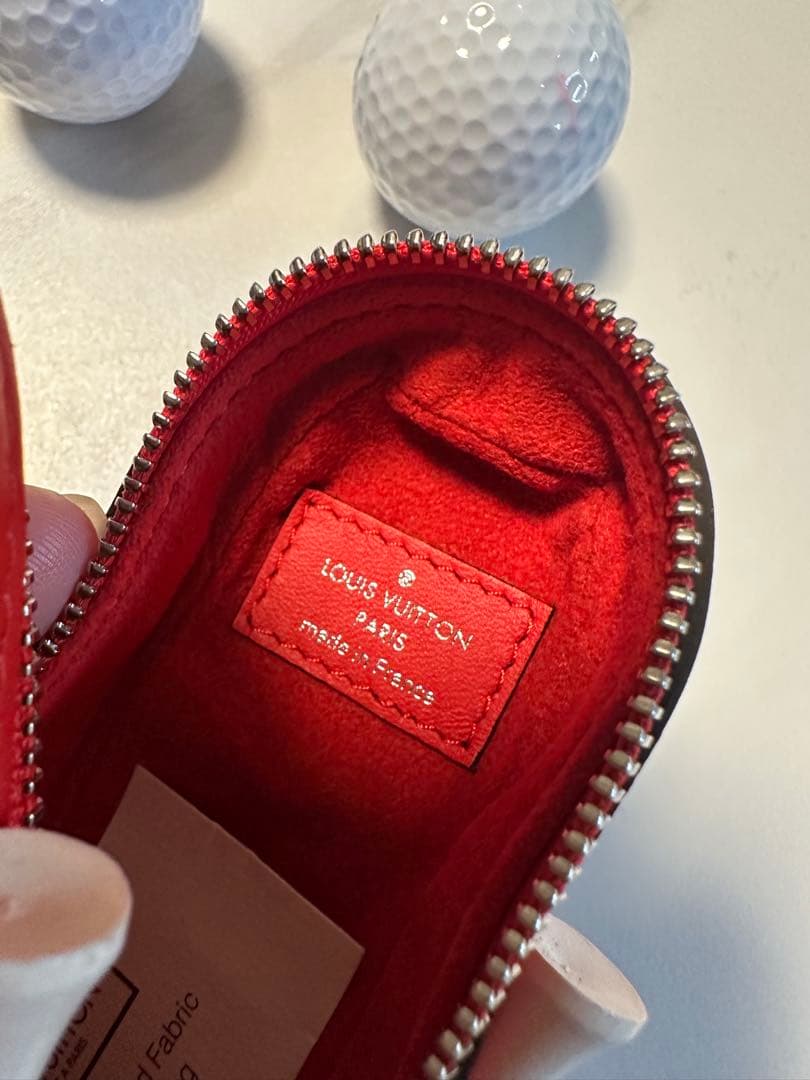 LOUIS VUITTON
PARIS
made in France
d Fabric
g